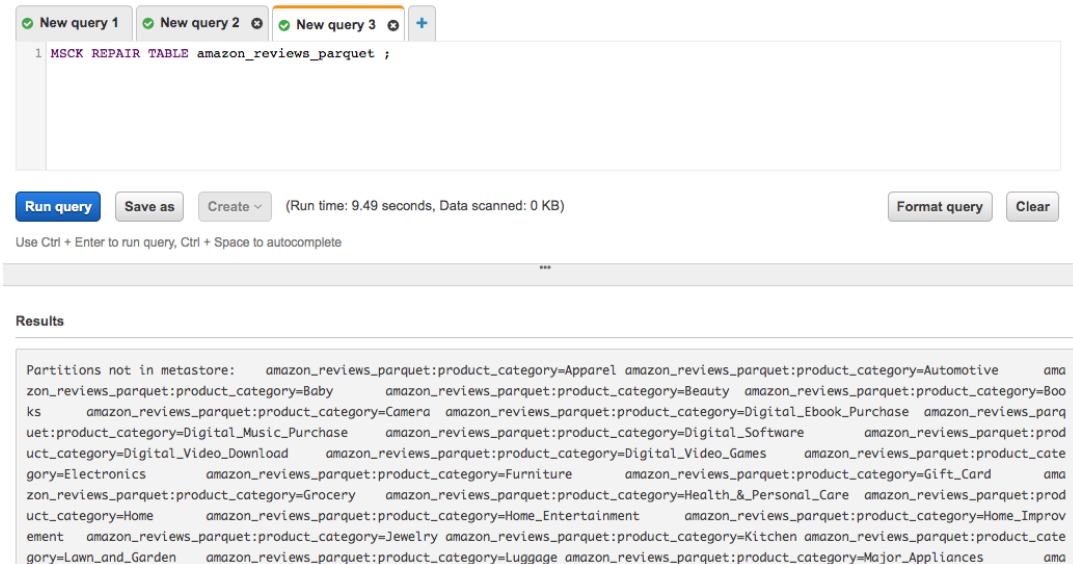 New query 1 New query 2 New query 3 +
1 MSCK REPAIR TABLE amazon_reviews_parquet ;
Run query Save as Create (Run time: 9.49 seconds, Data scanned: 0 KB) Format query Clear
Use Ctrl + Enter to run query, Ctrl + Space to autocomplete
Results
Partitions not in metastore: amazon_reviews_parquet:product_category=Apparel amazon_reviews_parquet:product_category=Automotive ama
zon_reviews_parquet:product_category=Baby amazon_reviews_parquet:product_category=Beauty amazon_reviews_parquet:product_category=Boo
ks amazon_reviews_parquet:product_category=Camera amazon_reviews_parquet:product_category=Digital_Ebook_Purchase amazon_reviews_parq
uet:product_category=Digital_Music_Purchase amazon_reviews_parquet:product_category=Digital_Software amazon_reviews_parquet:prod
uct_category=Digital_Video_Download amazon_reviews_parquet:product_category=Digital_Video_Games amazon_reviews_parquet:product_cate
gory=Electronics amazon_reviews_parquet:product_category=Furniture amazon_reviews_parquet:product_category=Gift_Card ama
zon_reviews_parquet:product_category=Grocery amazon_reviews_parquet:product_category=Health_&_Personal_Care amazon_reviews_parquet:prod
uct_category=Home amazon_reviews_parquet:product_category=Home_Entertainment amazon_reviews_parquet:product_category=Home_Improv
ement amazon_reviews_parquet:product_category=Jewelry amazon_reviews_parquet:product_category=Kitchen amazon_reviews_parquet:product_cate
gory=Lawn_and_Garden amazon_reviews_parquet:product_category=Luggage amazon_reviews_parquet:product_category=Major_Appliances ama